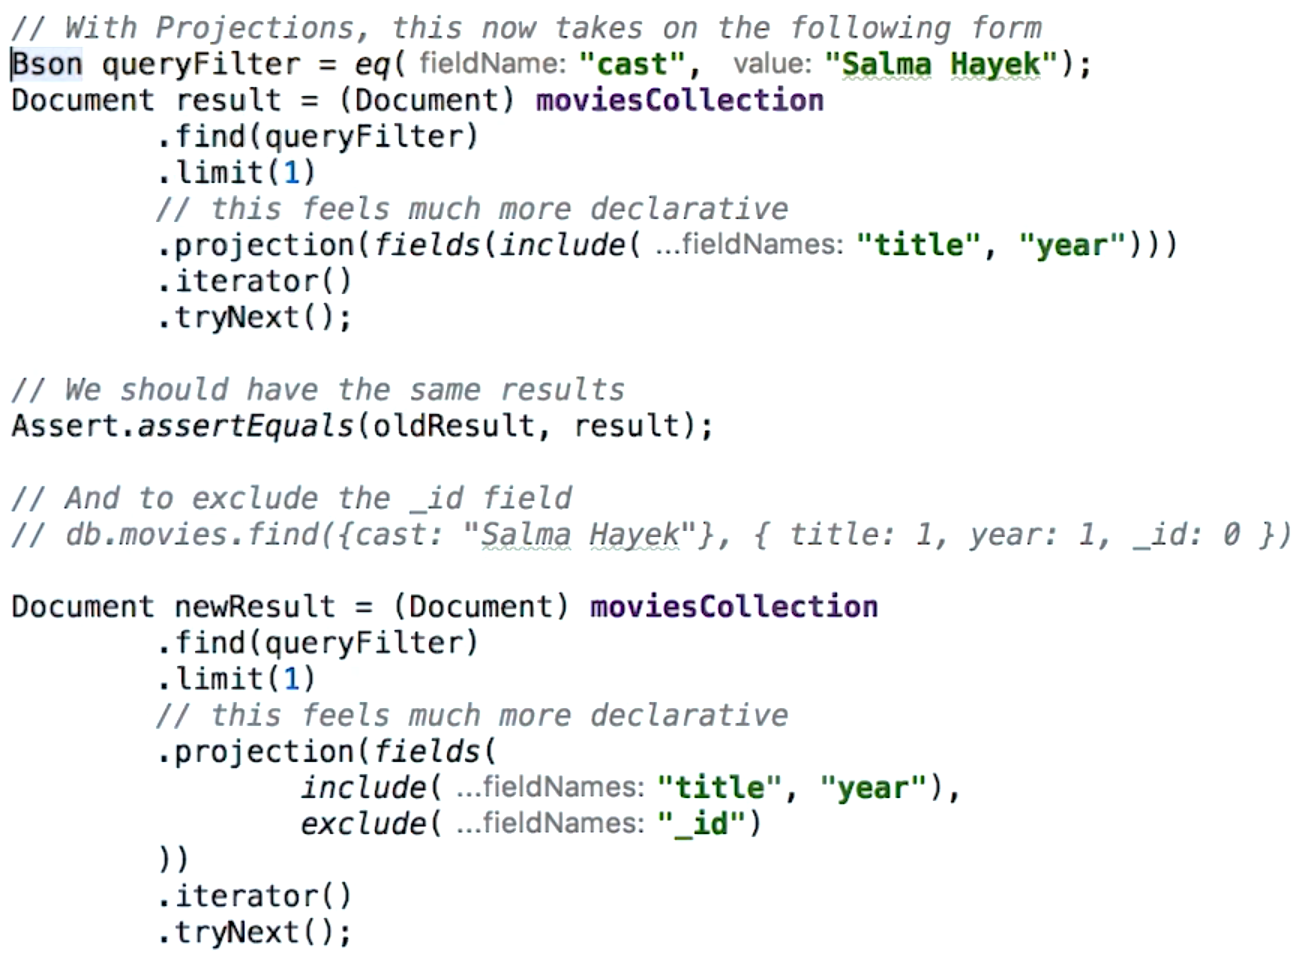 // With Projections, this now takes on the following form
Bson queryFilter = eq( fieldName: "cast", value: "Salma Hayek");
Document result = (Document) moviesCollection
        .find(queryFilter)
        .limit(1)
        // this feels much more declarative
        .projection(fields(include( ...fieldNames: "title", "year")))
        .iterator()
        .tryNext();

// We should have the same results
Assert.assertEquals(oldResult, result);

// And to exclude the _id field
// db.movies.find({cast: "Salma Hayek"}, { title: 1, year: 1, _id: 0 })

Document newResult = (Document) moviesCollection
        .find(queryFilter)
        .limit(1)
        // this feels much more declarative
        .projection(fields(
                include( ...fieldNames: "title", "year"),
                exclude( ...fieldNames: "_id")
        ))
        .iterator()
        .tryNext();